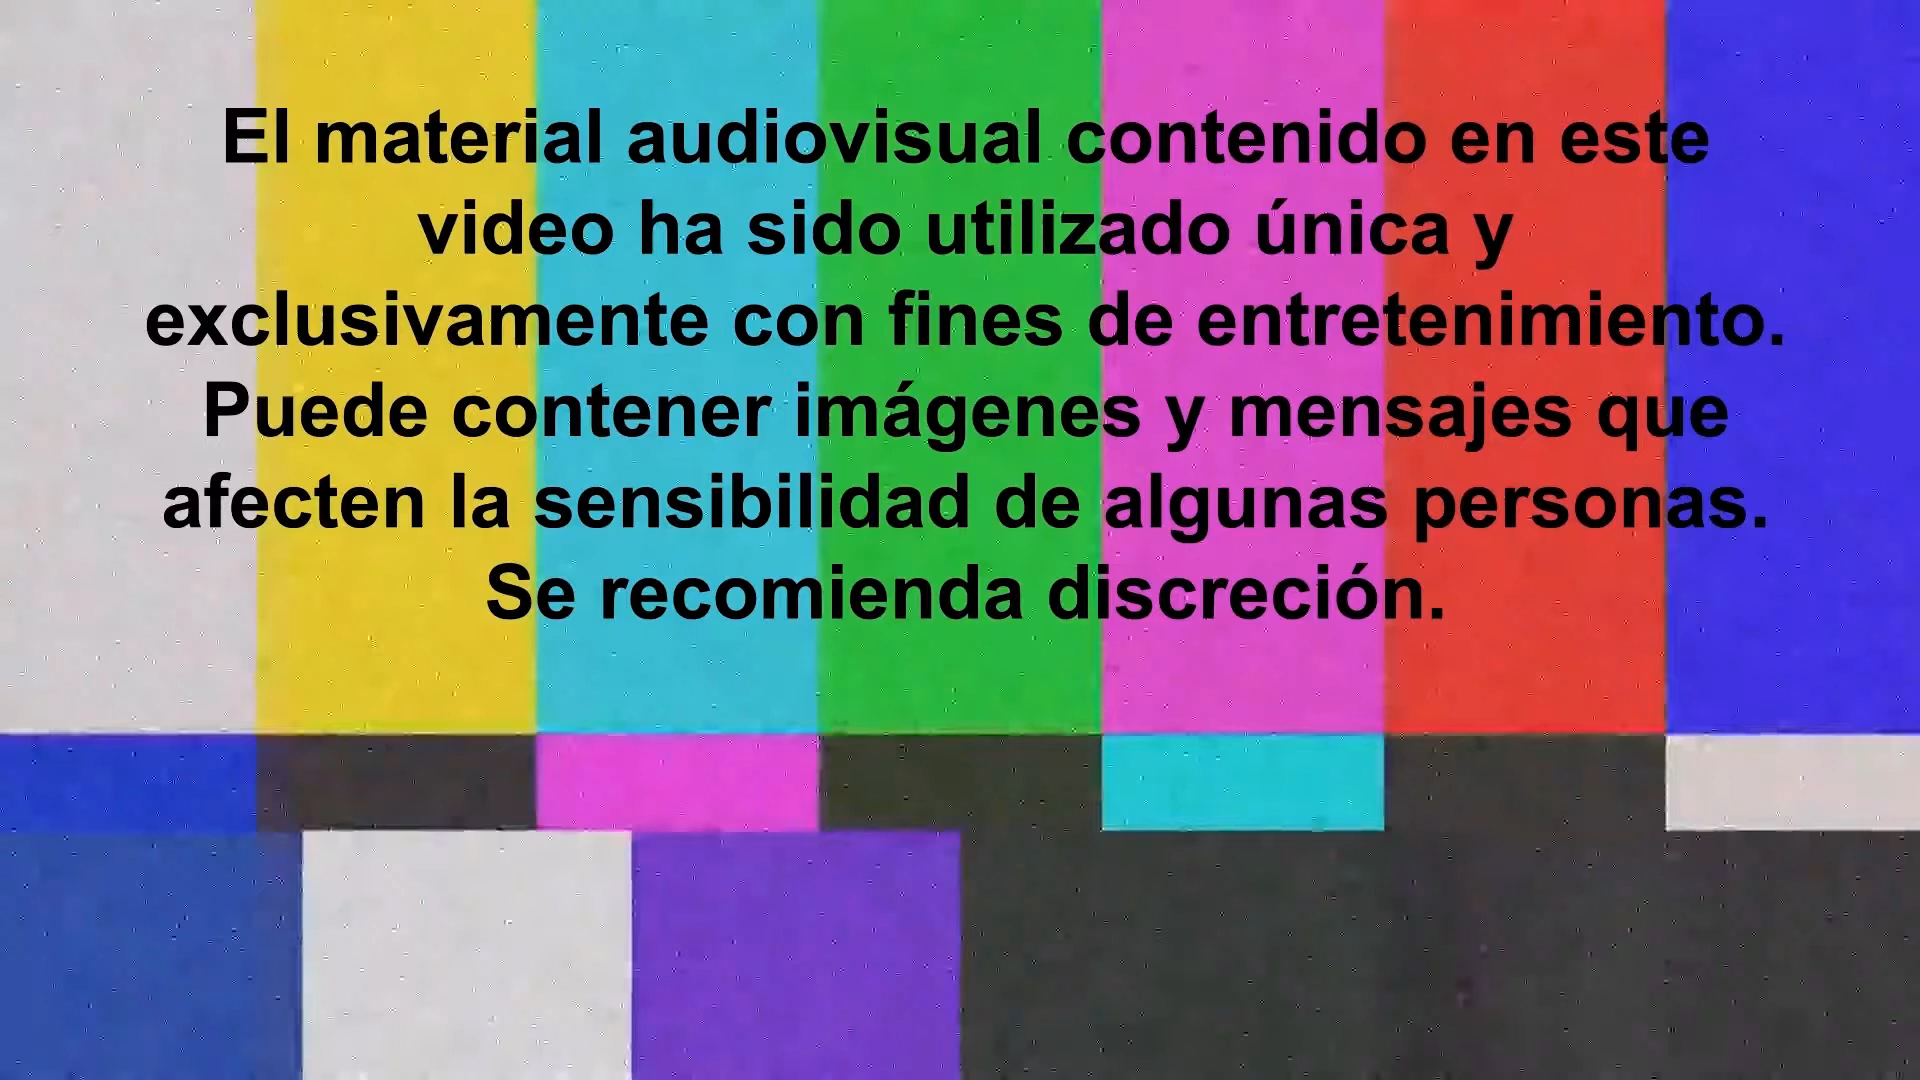 El material audiovisual contenido en este
video ha sido utilizado única y
exclusivamente con fines de entretenimiento.
Puede contener imágenes y mensajes que
afecten la sensibilidad de algunas personas.
Se recomienda discreción.